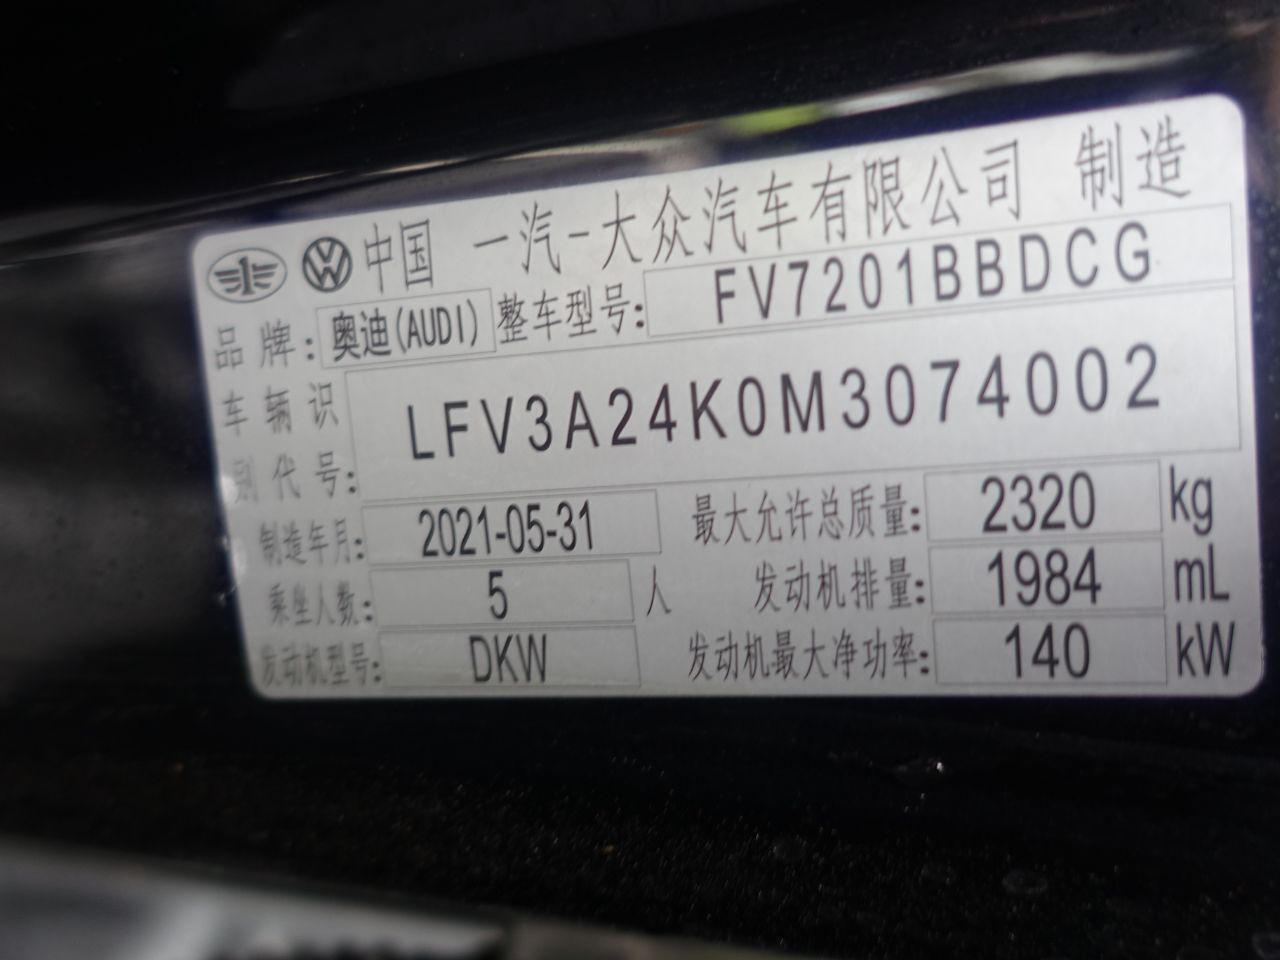 中国 一汽-大众汽车有限公司 制造
品牌: 奥迪(AUDI) 整车型号: FV7201BBDCG
车辆识别代号: LFV3A24K0M3074002
制造年月: 2021-05-31 最大允许总质量: 2320 kg
乘坐人数: 5 人 发动机排量: 1984 mL
发动机型号: DKW 发动机最大净功率: 140 kW